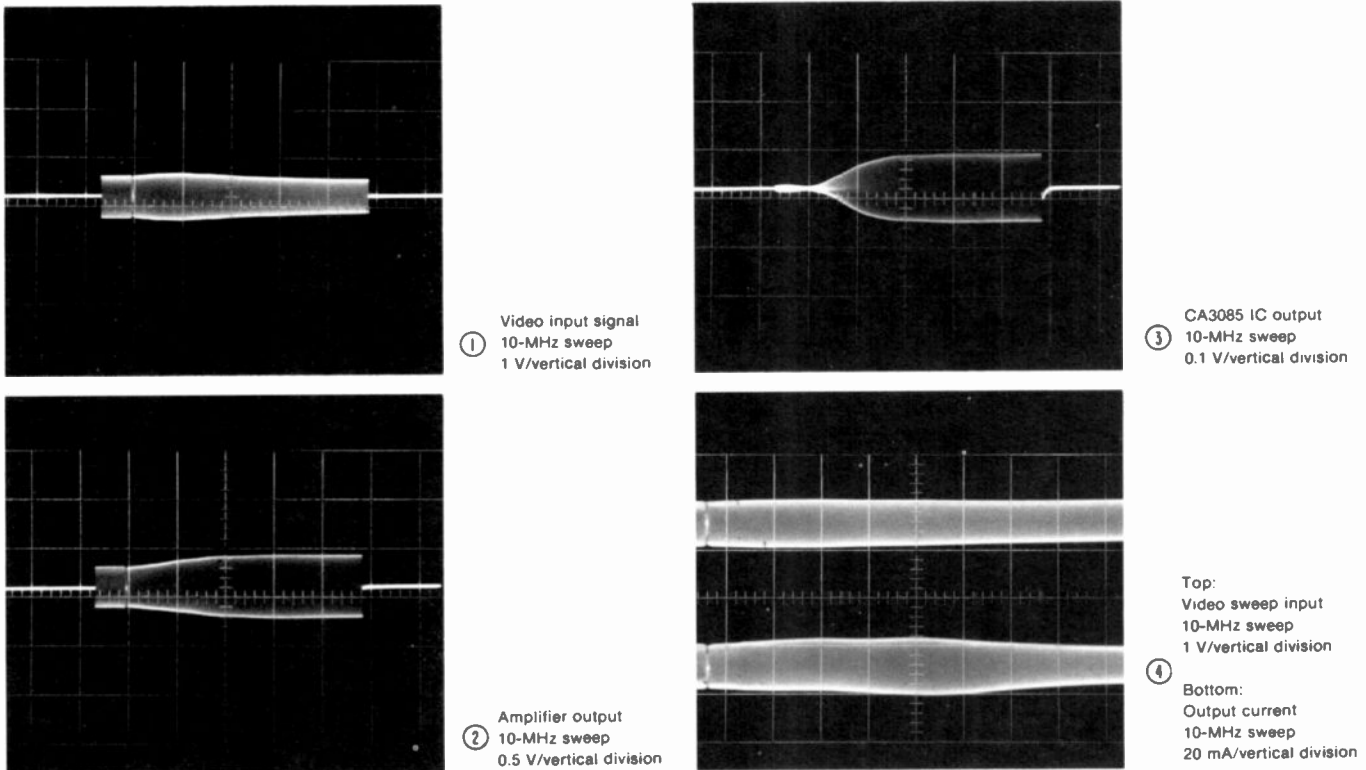 ①
Video input signal
10-MHz sweep
1 V/vertical division
③
CA3085 IC output
10-MHz sweep
0.1 V/vertical division
②
Amplifier output
10-MHz sweep
0.5 V/vertical division
④
Top:
Video sweep input
10-MHz sweep
1 V/vertical division
Bottom:
Output current
10-MHz sweep
20 mA/vertical division